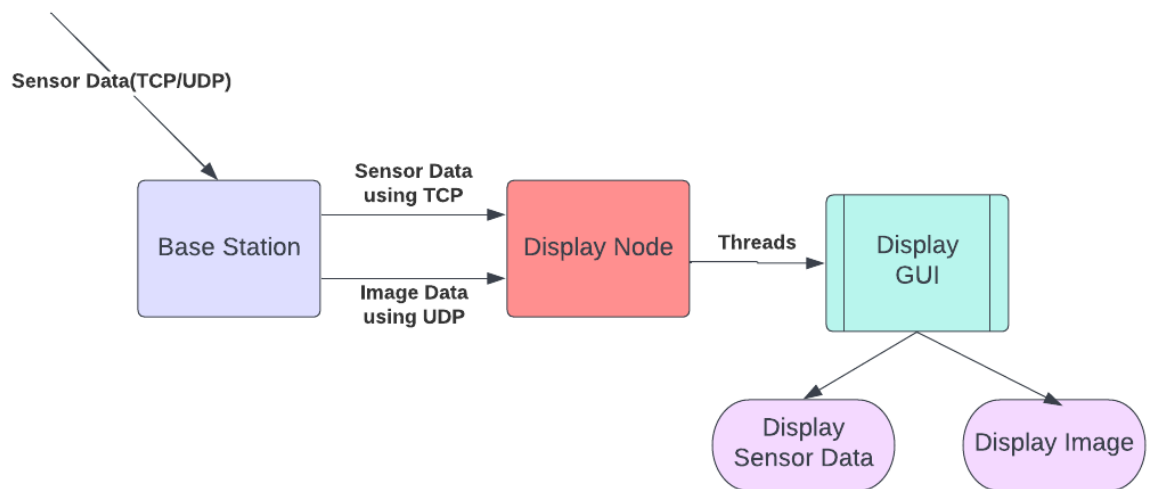 Sensor Data(TCP/UDP)
Sensor Data
using TCP
Base Station
Image Data
using UDP
Display Node
Threads
Display
GUI
Display
Sensor Data
Display Image